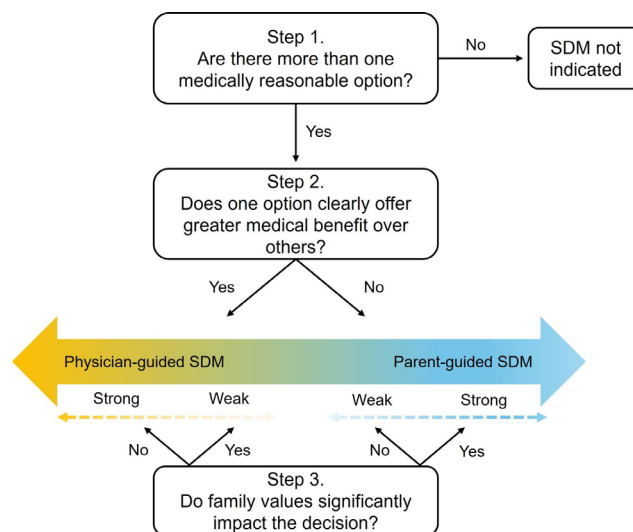 Step 1.
Are there more than one
medically reasonable option?
No
SDM not
indicated
Yes
Step 2.
Does one option clearly offer
greater medical benefit over
others?
Yes
No
Physician-guided SDM
Parent-guided SDM
Strong
Weak
Weak
Strong
No
Yes
No
Yes
Step 3.
Do family values significantly
impact the decision?